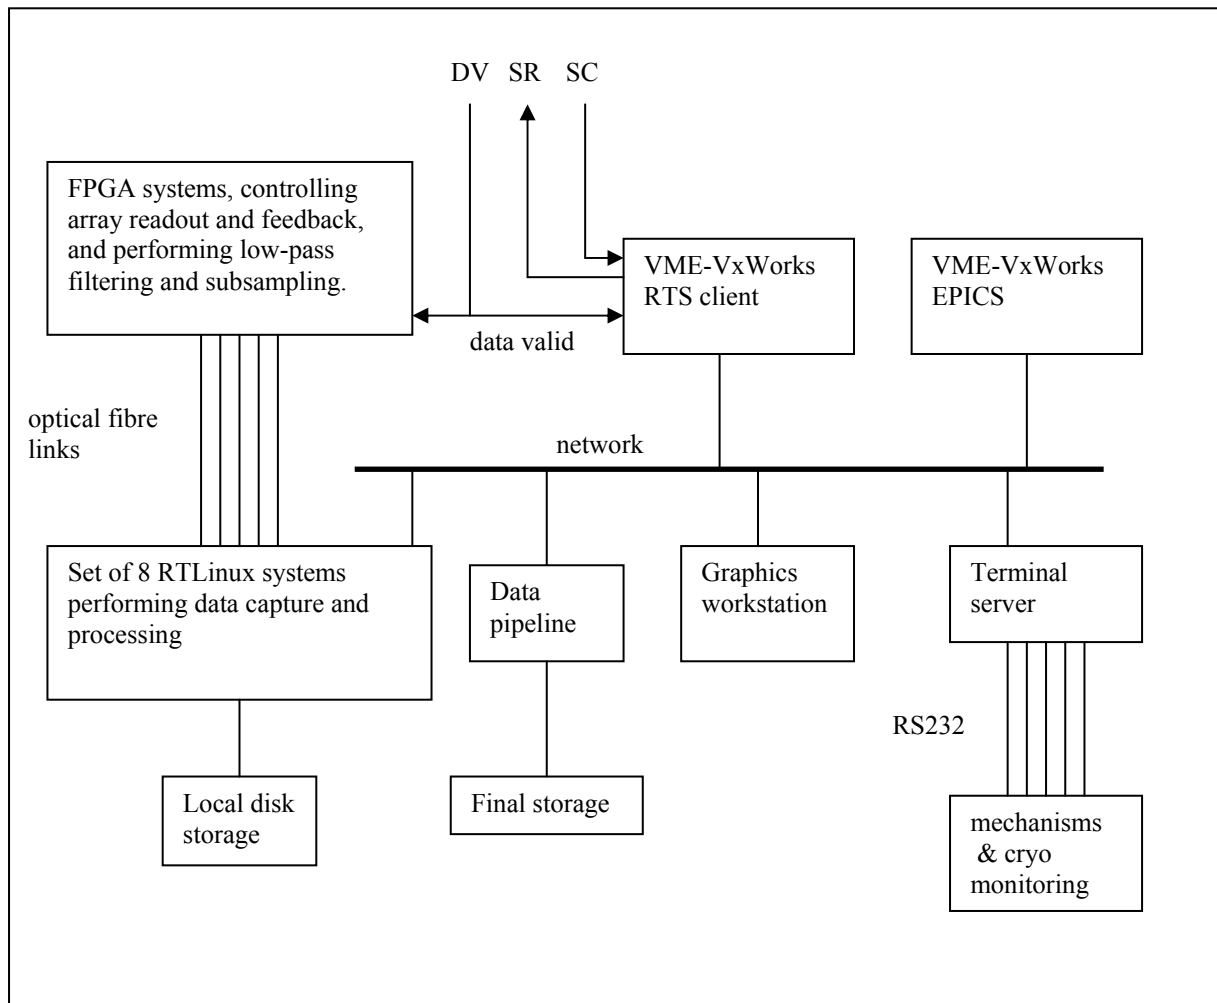 DV SR SC
FPGA systems, controlling
array readout and feedback,
and performing low-pass
filtering and subsampling.
VME-VxWorks
RTS client
VME-VxWorks
EPICS
data valid
optical fibre
links
network
Set of 8 RTLinux systems
performing data capture and
processing
Data
pipeline
Graphics
workstation
Terminal
server
RS232
Local disk
storage
Final storage
mechanisms
& cryo
monitoring